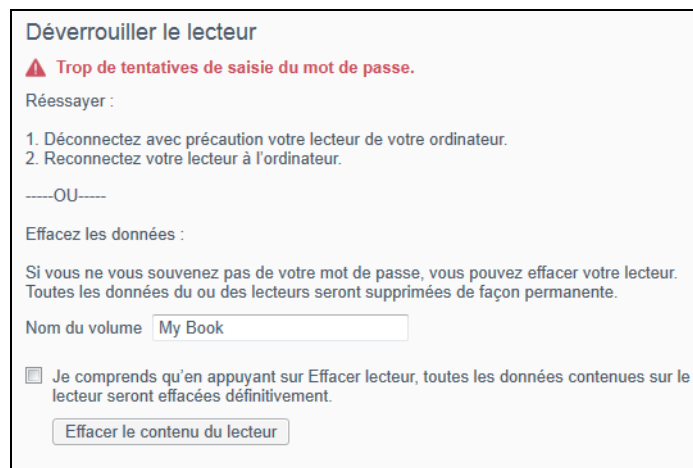 Déverrouiller le lecteur
Trop de tentatives de saisie du mot de passe.
Réessayer :
1. Déconnectez avec précaution votre lecteur de votre ordinateur.
2. Reconnectez votre lecteur à l'ordinateur.
-----OU-----
Effacez les données :
Si vous ne vous souvenez pas de votre mot de passe, vous pouvez effacer votre lecteur.
Toutes les données du ou des lecteurs seront supprimées de façon permanente.
Nom du volume My Book
Je comprends qu'en appuyant sur Effacer lecteur, toutes les données contenues sur le
lecteur seront effacées définitivement.
Effacer le contenu du lecteur